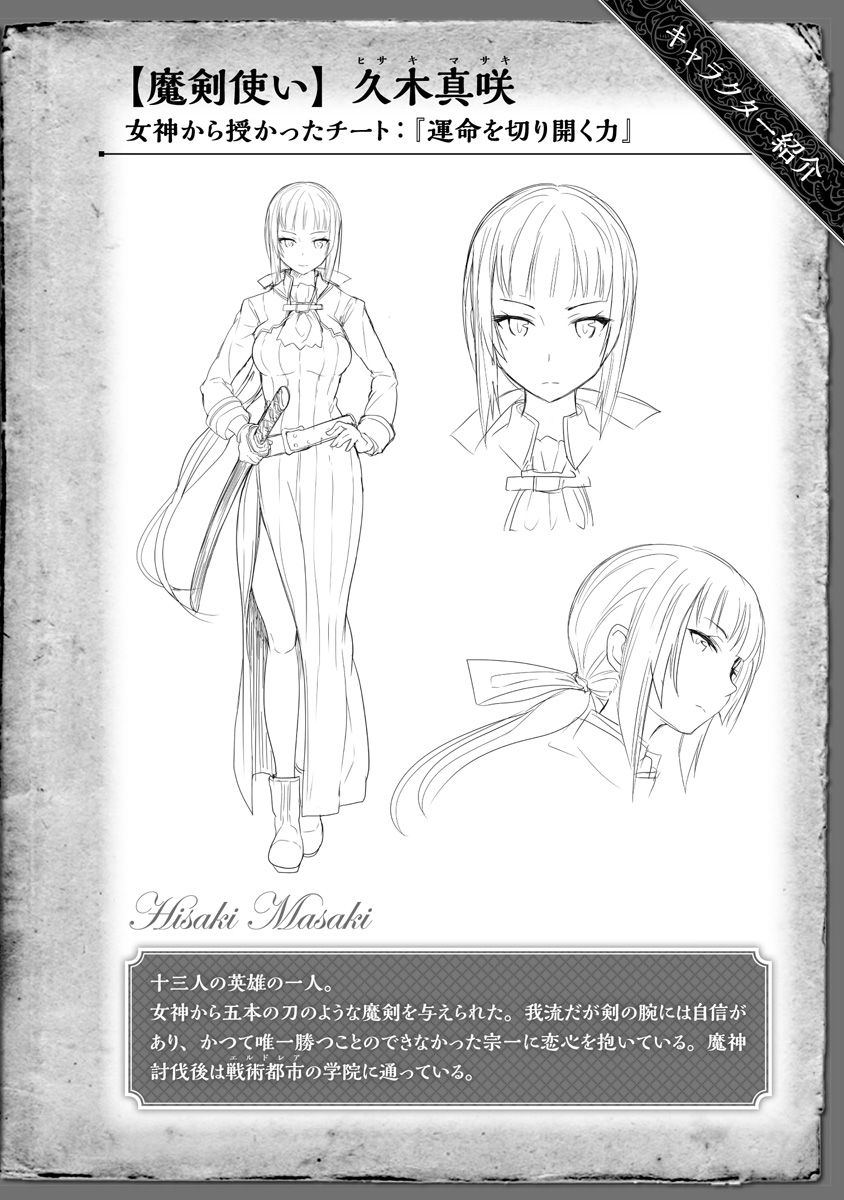 キャラクター紹介
ヒサキ マサキ
【魔剣使い】 久木真咲
女神から授かったチート：『運命を切り開く力』
Hisaki Masaki
十三人の英雄の一人。
女神から五本の刀のような魔剣を与えられた。我流だが剣の腕には自信が
あり、かつて唯一勝つことのできなかった宗一に恋心を抱いている。魔神
エルドレア
討伐後は戦術都市の学院に通っている。